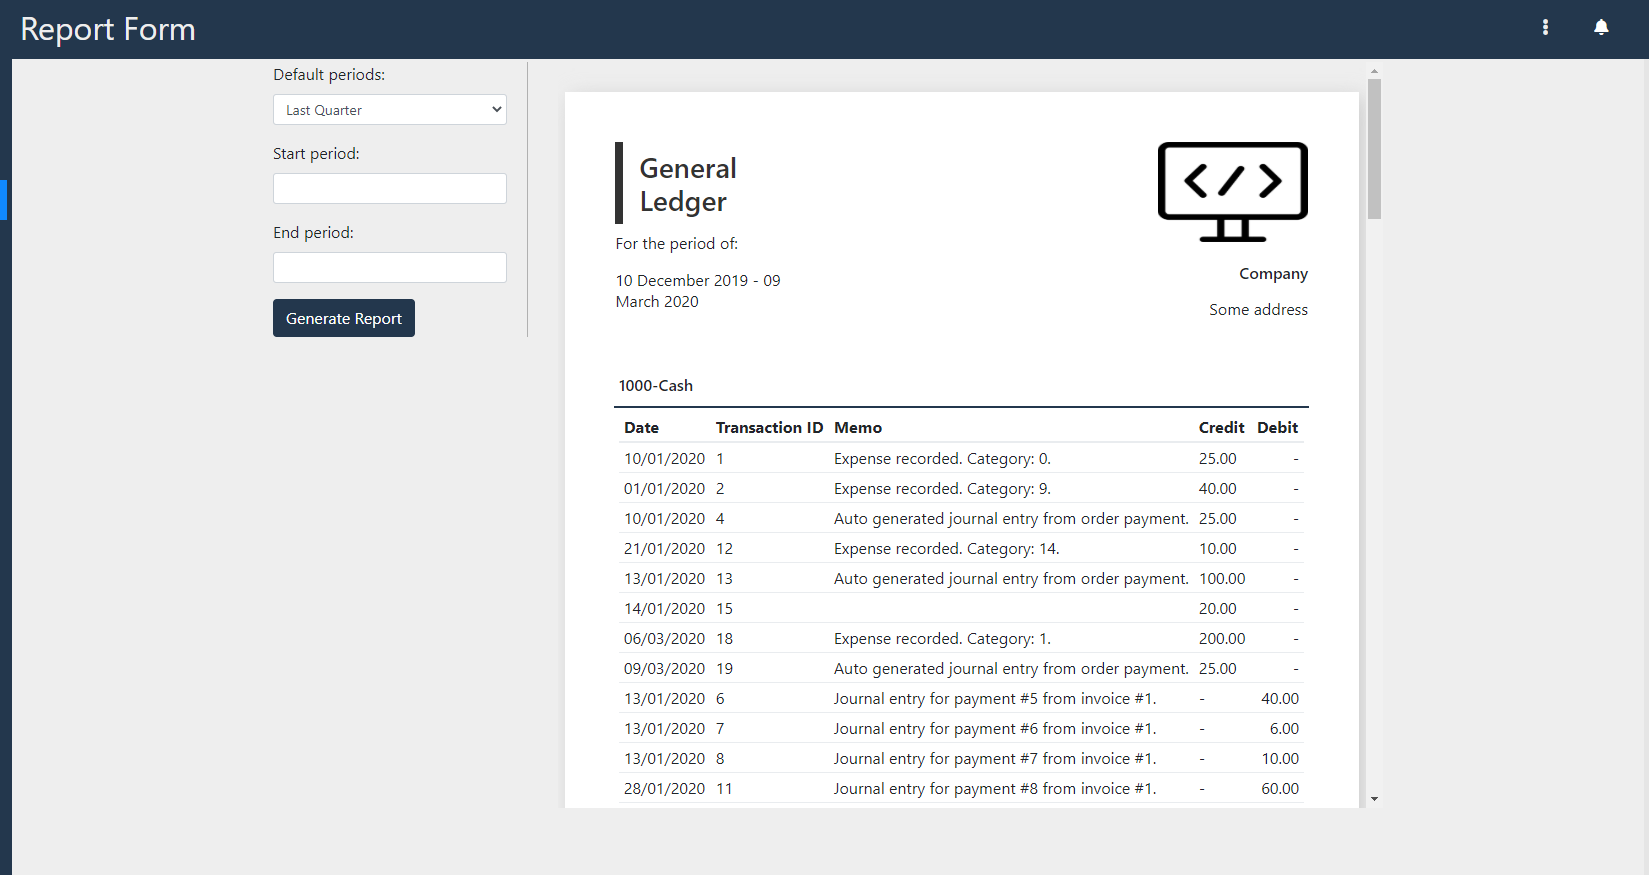 Report Form
Default periods:
Last Quarter
Start period:
End period:
Generate Report
General
Ledger
For the period of:
10 December 2019 - 09
March 2020
</>
Company
Some address
1000-Cash
Date Transaction ID Memo Credit Debit
10/01/2020 1 Expense recorded. Category: 0. 25.00 -
01/01/2020 2 Expense recorded. Category: 9. 40.00 -
10/01/2020 4 Auto generated journal entry from order payment. 25.00 -
21/01/2020 12 Expense recorded. Category: 14. 10.00 -
13/01/2020 13 Auto generated journal entry from order payment. 100.00 -
14/01/2020 15 20.00 -
06/03/2020 18 Expense recorded. Category: 1. 200.00 -
09/03/2020 19 Auto generated journal entry from order payment. 25.00 -
13/01/2020 6 Journal entry for payment #5 from invoice #1. - 40.00
13/01/2020 7 Journal entry for payment #6 from invoice #1. - 6.00
13/01/2020 8 Journal entry for payment #7 from invoice #1. - 10.00
28/01/2020 11 Journal entry for payment #8 from invoice #1. - 60.00